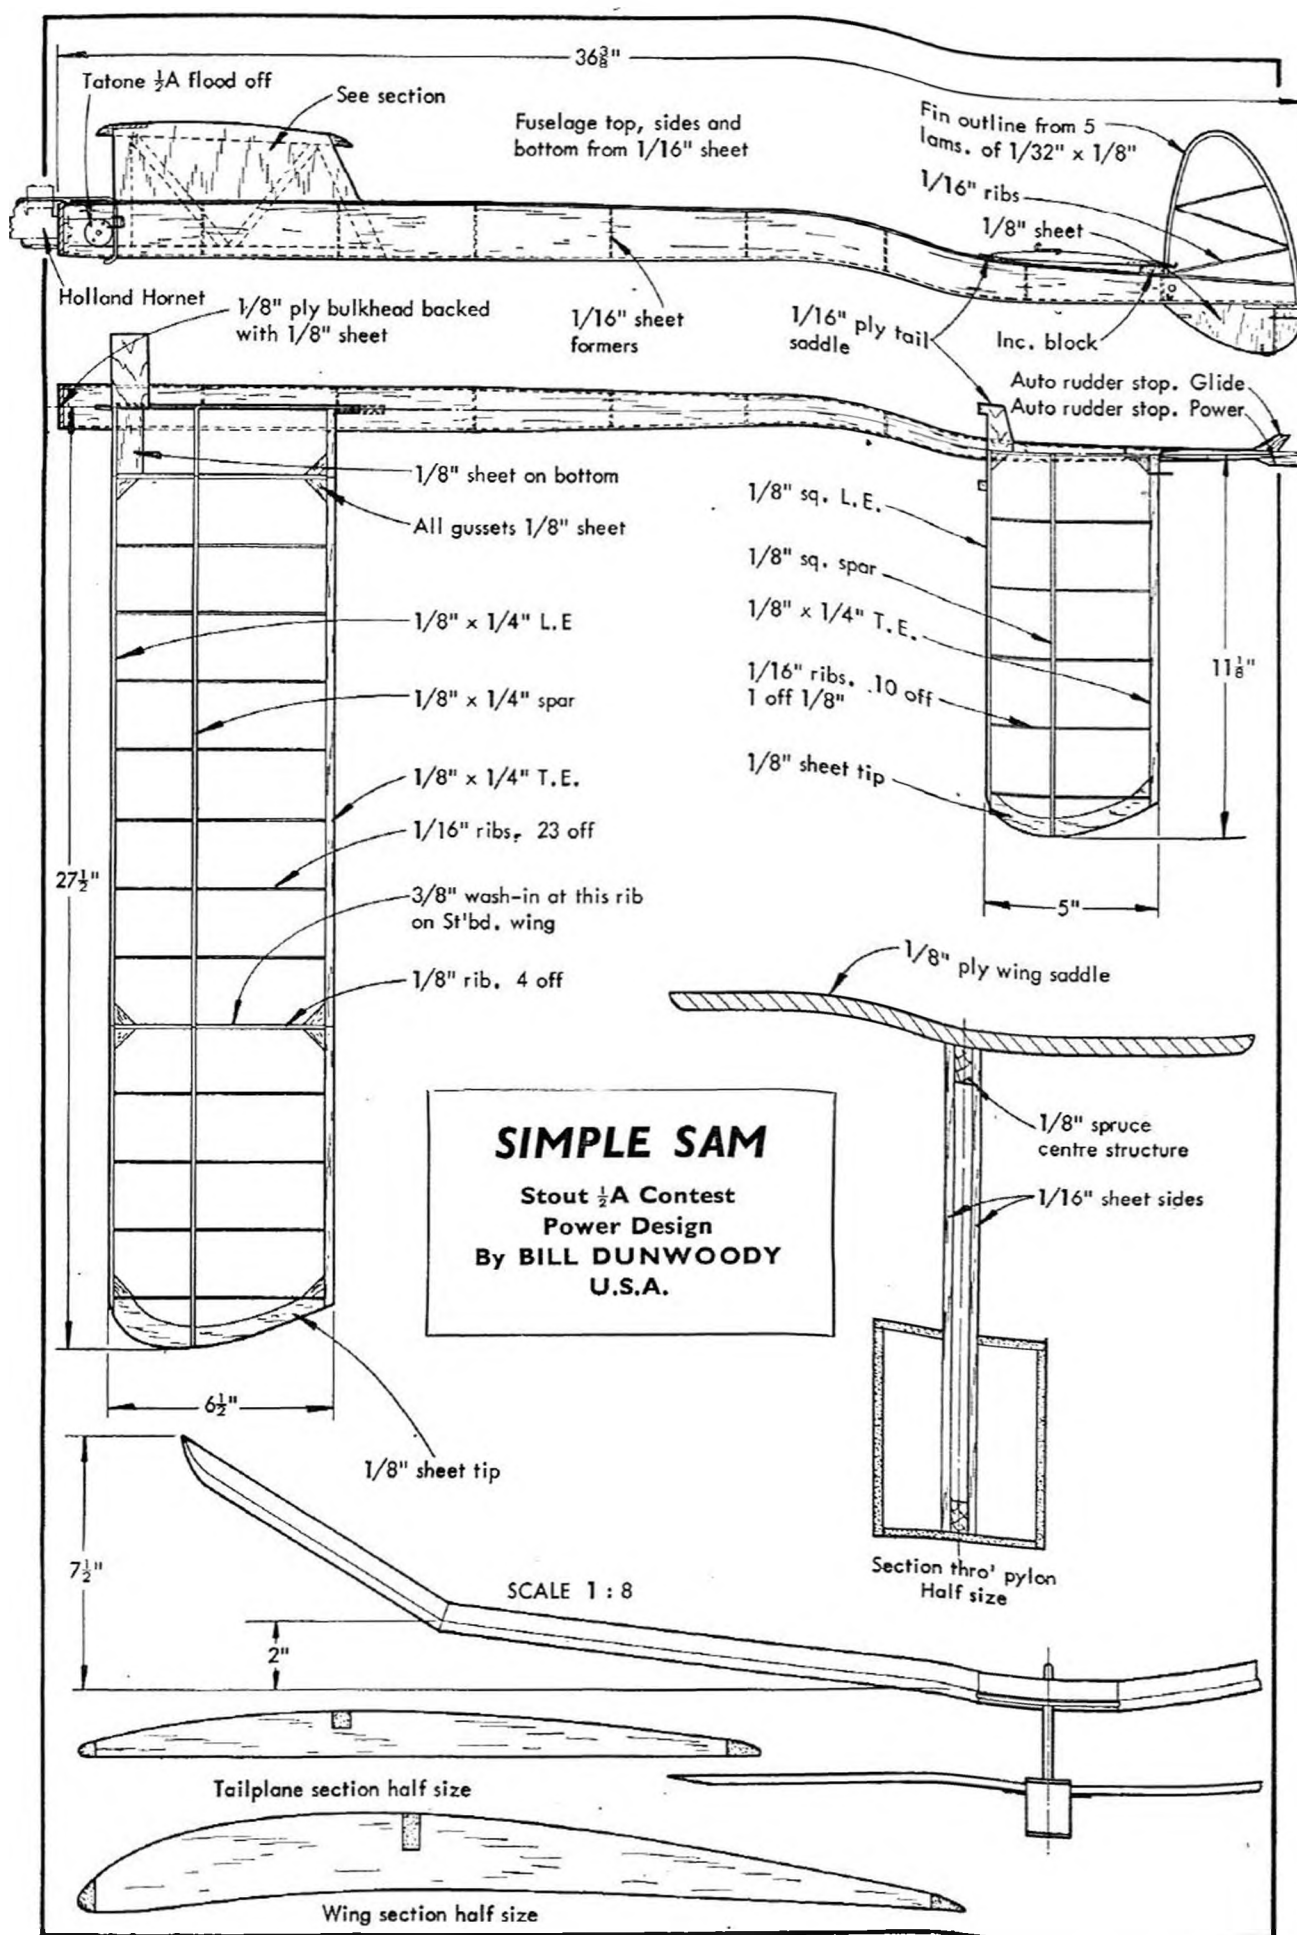 36⅜"
Tatone ½A flood off
See section
Fuselage top, sides and
bottom from 1/16" sheet
Fin outline from 5
lams. of 1/32" x 1/8"
1/16" ribs
1/8" sheet
Holland Hornet
1/8" ply bulkhead backed
with 1/8" sheet
1/16" sheet
formers
1/16" ply tail
saddle
Inc. block
Auto rudder stop. Glide
Auto rudder stop. Power
1/8" sheet on bottom
All gussets 1/8" sheet
1/8" sq. L.E.
1/8" sq. spar
1/8" x 1/4" T.E.
1/16" ribs. 10 off
1 off 1/8"
1/8" sheet tip
11⅛"
5"
1/8" x 1/4" L.E
1/8" x 1/4" spar
1/8" x 1/4" T.E.
1/16" ribs. 23 off
3/8" wash-in at this rib
on St'bd. wing
1/8" rib. 4 off
27½"
6½"
1/8" sheet tip
1/8" ply wing saddle
1/8" spruce
centre structure
1/16" sheet sides
Section thro' pylon
Half size
SIMPLE SAM
Stout ½A Contest
Power Design
By BILL DUNWOODY
U.S.A.
7½"
SCALE 1 : 8
2"
Tailplane section half size
Wing section half size